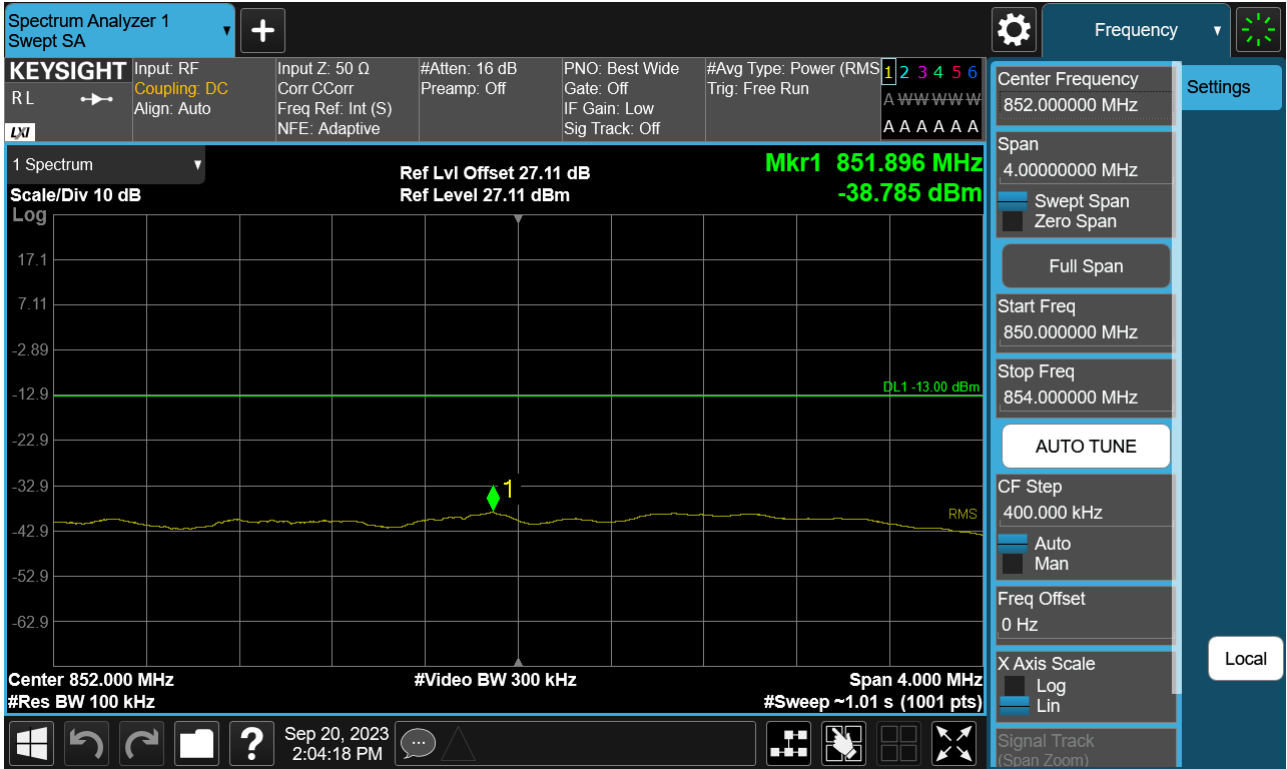 Spectrum Analyzer 1
Swept SA
Frequency
KEYSIGHT
R L
LXI
Input: RF
Coupling: DC
Align: Auto
Input Z: 50 Ω
Corr CCorr
Freq Ref: Int (S)
NFE: Adaptive
#Atten: 16 dB
Preamp: Off
PNO: Best Wide
Gate: Off
IF Gain: Low
Sig Track: Off
#Avg Type: Power (RMS
Trig: Free Run
1 2 3 4 5 6
A W W W W W
A A A A A A
1 Spectrum
Scale/Div 10 dB
Log
Ref Lvl Offset 27.11 dB
Ref Level 27.11 dBm
Mkr1 851.896 MHz
-38.785 dBm
17.1
7.11
-2.89
-12.9
-22.9
-32.9
-42.9
-52.9
-62.9
DL1 -13.00 dBm
1
RMS
Center 852.000 MHz
#Res BW 100 kHz
#Video BW 300 kHz
Span 4.000 MHz
#Sweep ~1.01 s (1001 pts)
Center Frequency
852.000000 MHz
Span
4.00000000 MHz
Swept Span
Zero Span
Full Span
Start Freq
850.000000 MHz
Stop Freq
854.000000 MHz
AUTO TUNE
CF Step
400.000 kHz
Auto
Man
Freq Offset
0 Hz
X Axis Scale
Log
Lin
Signal Track
(Span Zoom)
Settings
Local
?
Sep 20, 2023
2:04:18 PM